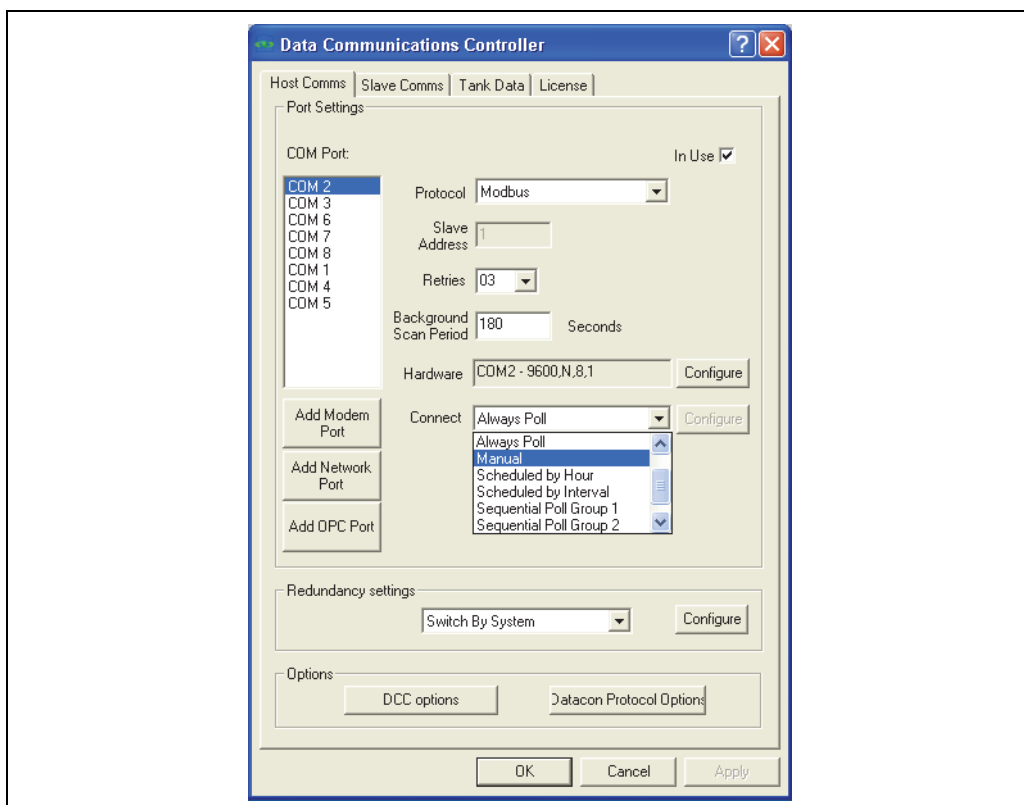 Data Communications Controller
Host Comms Slave Comms Tank Data License
Port Settings
COM Port:
In Use
COM 2
COM 3
COM 6
COM 7
COM 8
COM 1
COM 4
COM 5
Protocol Modbus
Slave
Address
1
Retries 03
Background
Scan Period
180 Seconds
Hardware COM2 - 9600,N,8,1 Configure
Add Modem
Port
Connect Always Poll Configure
Always Poll
Manual
Scheduled by Hour
Scheduled by Interval
Sequential Poll Group 1
Sequential Poll Group 2
Add Network
Port
Add OPC Port
Redundancy settings
Switch By System Configure
Options
DCC options Datacon Protocol Options
OK Cancel Apply